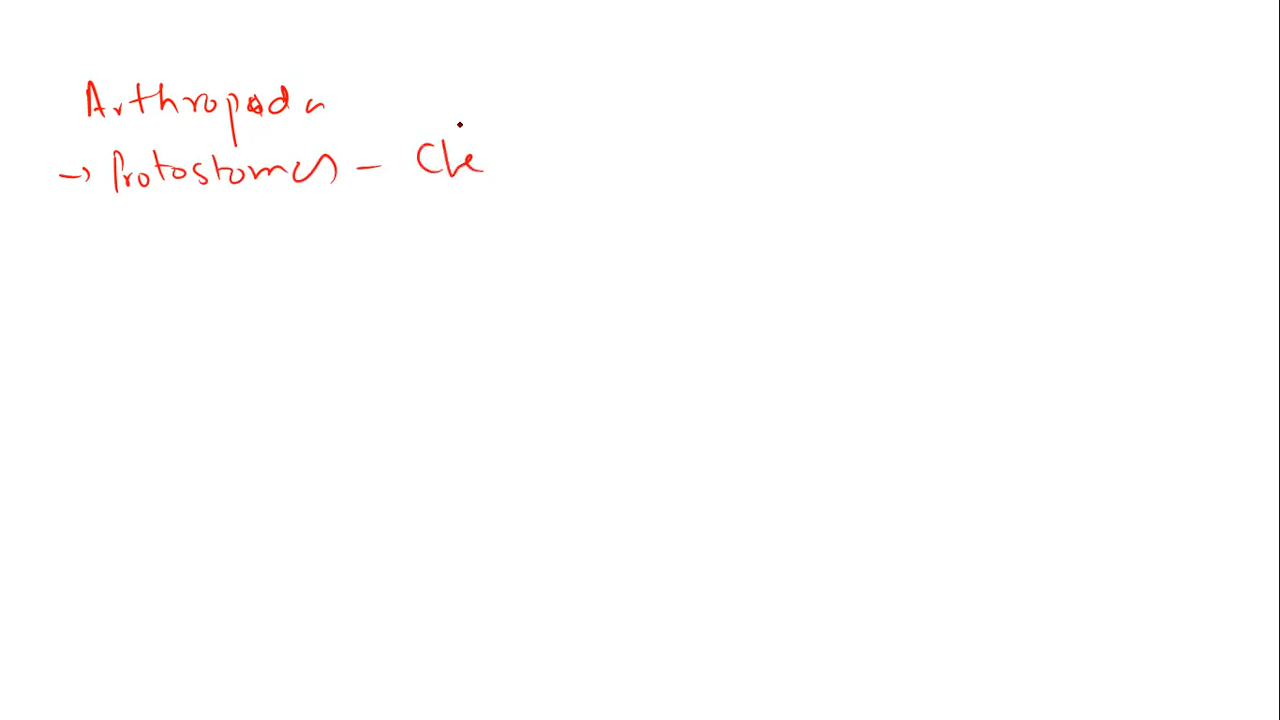 Arthropoda
→ Protostomes - Cle